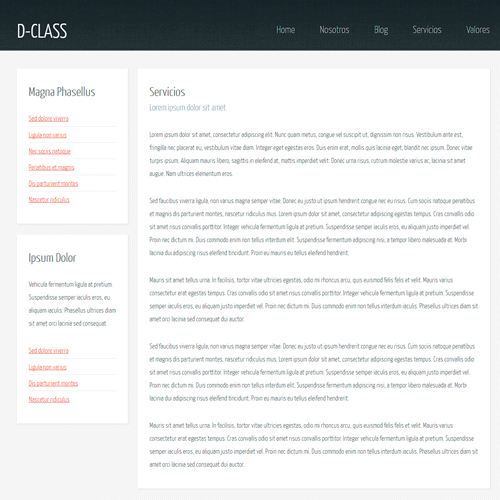 D-CLASS
Home Nosotros Blog Servicios Valores
Magna Phasellus
Sed dolore viverra
Ligula non varius
Nec sociis natoque
Penatibus et magnis
Dis parturient montes
Nascetur ridiculus
Ipsum Dolor
Vehicula fermentum ligula at pretium.
Suspendisse semper iaculis eros, eu
aliquam iaculis. Phasellus ultrices diam
sit amet orci lacinia sed consequat.
Sed dolore viverra
Ligula non varius
Dis parturient montes
Nascetur ridiculus
Servicios
Lorem ipsum dolor sit amet
Lorem ipsum dolor sit amet, consectetur adipiscing elit. Nunc quam metus, congue vel suscipit ut, dignissim non risus. Vestibulum ante est,
fringilla nec placerat eu, vestibulum vitae diam. Integer eget egestas eros. Duis enim erat, mollis quis lacinia eget, blandit nec ipsum. Donec vitae
turpis ipsum. Aliquam mauris libero, sagittis in eleifend at, mattis imperdiet velit. Donec urna risus, rutrum molestie varius ac, lacinia sit amet
augue. Nam ultrices elementum eros.
Sed faucibus viverra ligula, non varius magna semper vitae. Donec eu justo ut ipsum hendrerit congue nec eu risus. Cum sociis natoque penatibus
et magnis dis parturient montes, nascetur ridiculus mus. Lorem ipsum dolor sit amet, consectetur adipiscing congue tempus. Cras convallis odio
sit amet risus convallis porttitor. Integer vehicula fermentum ligula at pretium. Suspendisse semper iaculis eros, eu aliquam justo imperdiet vel.
Proin nec dictum mi. Duis commodo enim non tellus interdum elit. Suspendisse fermentum adipiscing nisi, a tempor libero malesuada at. Morbi
lacinia dui adipiscing risus eleifend tincidunt. Proin eu mauris eu tellus eleifend hendrerit.
Mauris sit amet tellus urna. In facilisis, tortor vitae ultricies egestas, odio mi rhoncus arcu, quis euismod felis felis et velit. Mauris vitae
consectetur erat egestas tempus. Cras convallis odio sit amet risus convallis porttitor. Integer vehicula fermentum ligula at pretium. Suspendisse
semper iaculis eros, eu aliquam justo imperdiet vel. Proin nec dictum mi. Duis commodo enim non tellus interdum iaculis. Phasellus ultrices diam sit
amet orci lacinia sed consequat dui auctor.
Sed faucibus viverra ligula, non varius magna semper vitae. Donec eu justo ut ipsum hendrerit congue nec eu risus. Cum sociis natoque penatibus
et magnis dis parturient montes, nascetur ridiculus mus. Lorem ipsum dolor sit amet, consectetur adipiscing congue tempus. Cras convallis odio
sit amet risus convallis porttitor. Integer vehicula fermentum ligula at pretium. Suspendisse semper iaculis eros, eu aliquam justo imperdiet vel.
Proin nec dictum mi. Duis commodo enim non tellus interdum elit. Suspendisse fermentum adipiscing nisi, a tempor libero malesuada at. Morbi
lacinia dui adipiscing risus eleifend tincidunt. Proin eu mauris eu tellus eleifend hendrerit.
Mauris sit amet tellus urna. In facilisis, tortor vitae ultricies egestas, odio mi rhoncus arcu, quis euismod felis felis et velit. Mauris vitae
consectetur erat egestas tempus. Cras convallis odio sit amet risus convallis porttitor. Integer vehicula fermentum ligula at pretium. Suspendisse
semper iaculis eros, eu aliquam justo imperdiet vel. Proin nec dictum mi. Duis commodo enim non tellus interdum iaculis. Phasellus ultrices diam
sit amet orci lacinia sed consequat dui auctor.